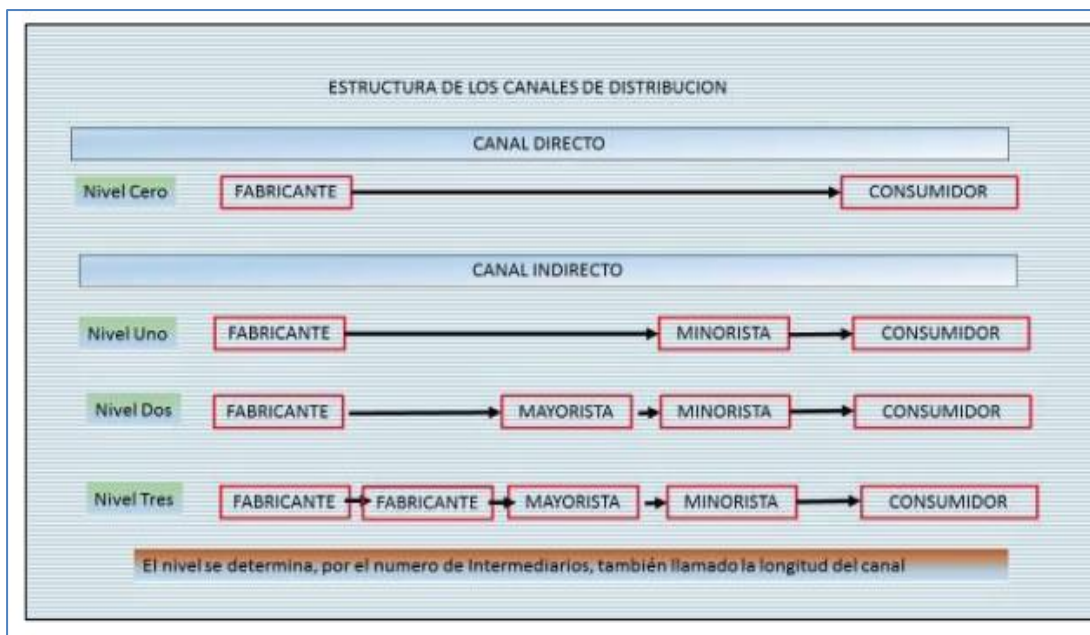 ESTRUCTURA DE LOS CANALES DE DISTRIBUCION
CANAL DIRECTO
Nivel Cero FABRICANTE CONSUMIDOR
CANAL INDIRECTO
Nivel Uno FABRICANTE MINORISTA CONSUMIDOR
Nivel Dos FABRICANTE MAYORISTA MINORISTA CONSUMIDOR
Nivel Tres FABRICANTE FABRICANTE MAYORISTA MINORISTA CONSUMIDOR
El nivel se determina, por el numero de Intermediarios, también llamado la longitud del canal